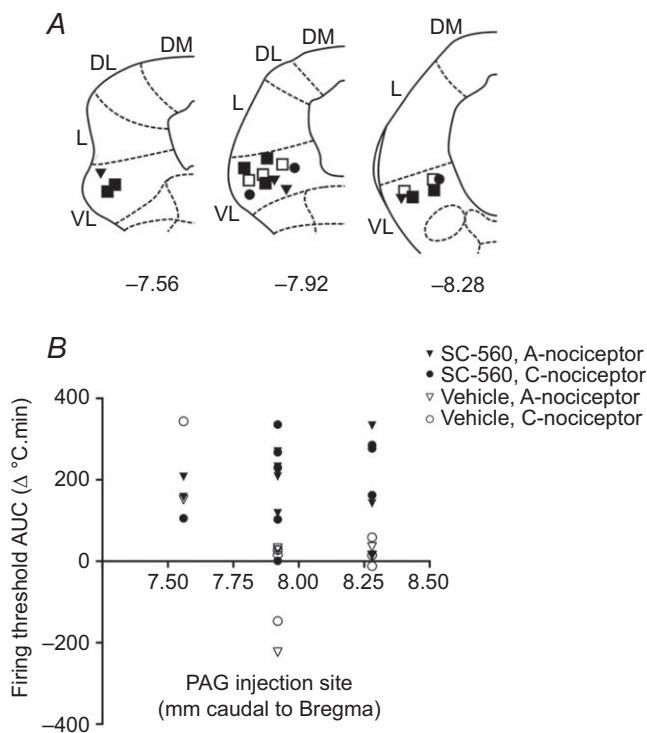 A
DM
DL
L
VL
–7.56
DM
DL
L
VL
–7.92
DM
L
VL
–8.28
B
SC-560, A-nociceptor
SC-560, C-nociceptor
Vehicle, A-nociceptor
Vehicle, C-nociceptor
Firing threshold AUC (Δ °C.min)
400
200
0
–200
–400
7.50 7.75 8.00 8.25 8.50
PAG injection site
(mm caudal to Bregma)